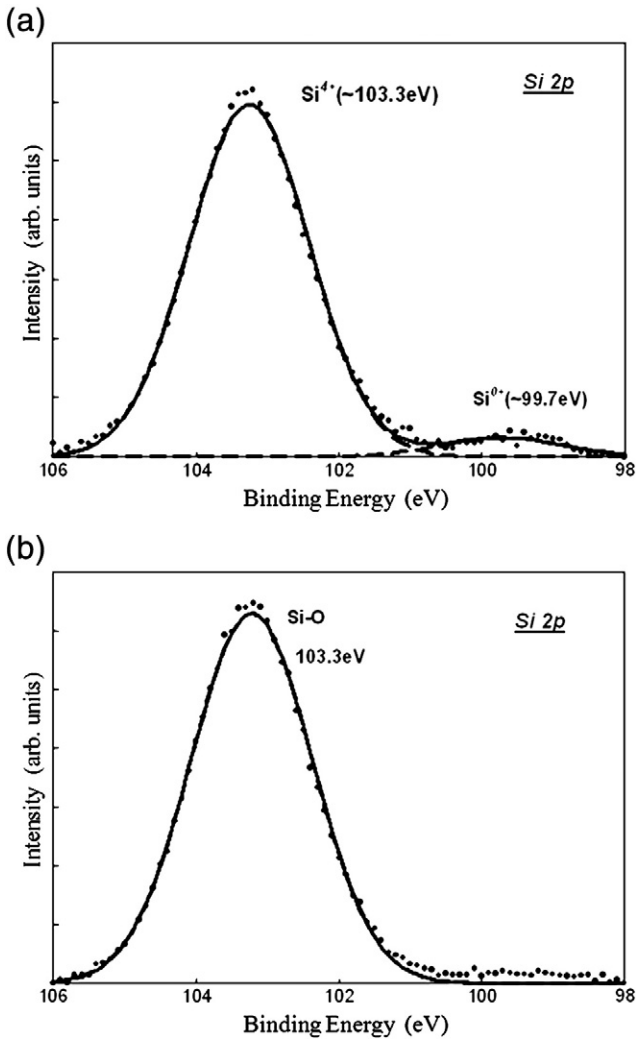 (a)
Si 2p
Si4+(~103.3eV)
Intensity (arb. units)
Si0+(~99.7eV)
106 104 102 100 98
Binding Energy (eV)
(b)
Si-O
Si 2p
103.3eV
Intensity (arb. units)
106 104 102 100 98
Binding Energy (eV)